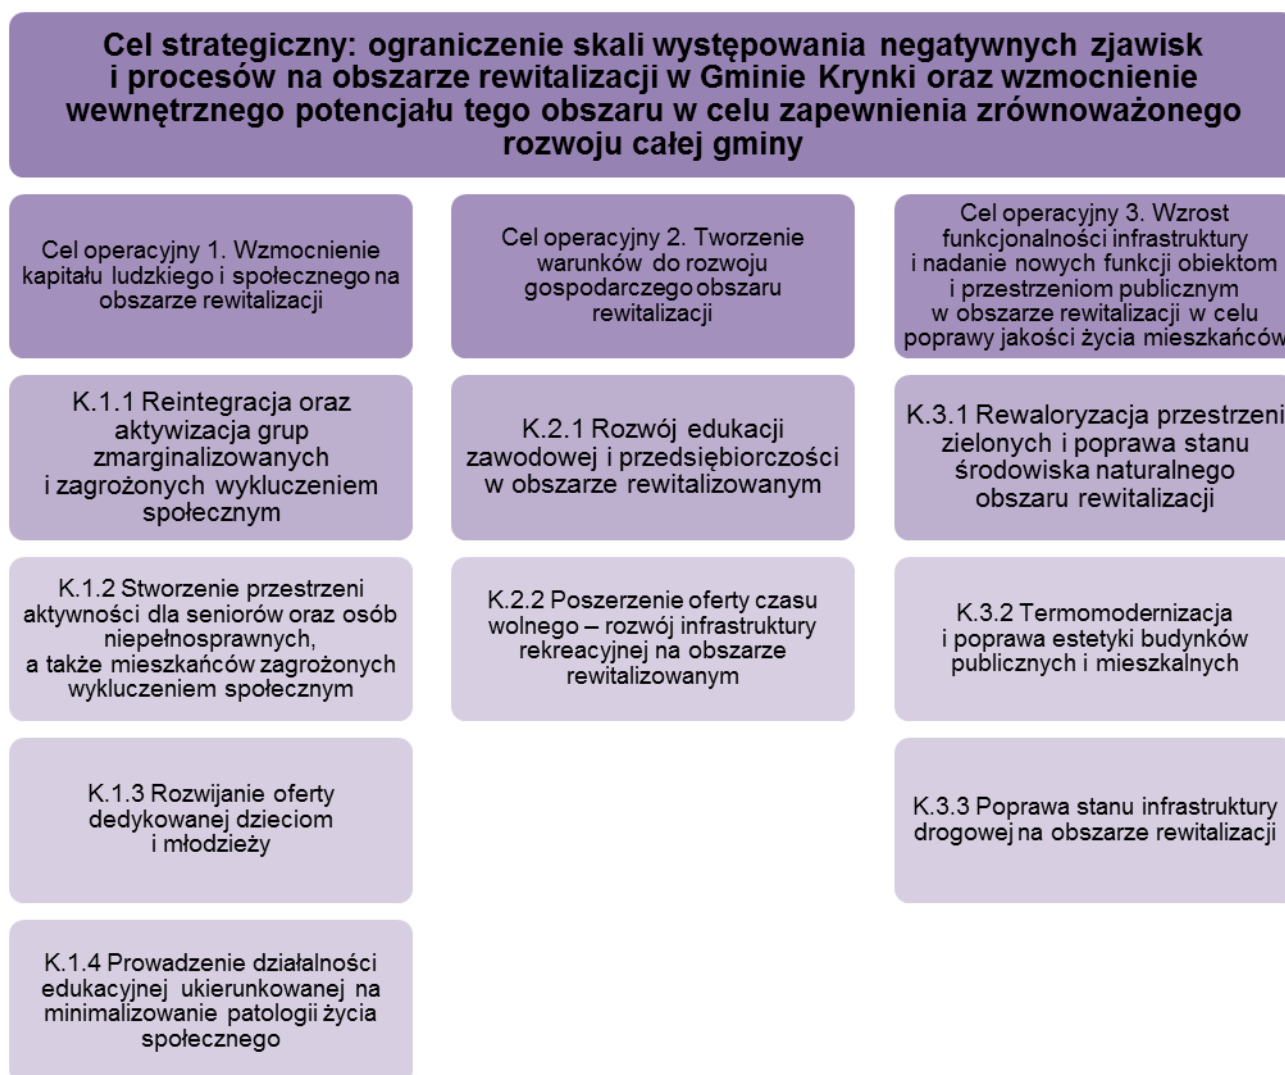 Cel strategiczny: ograniczenie skali występowania negatywnych zjawisk
i procesów na obszarze rewitalizacji w Gminie Krynki oraz wzmocnienie
wewnętrznego potencjału tego obszaru w celu zapewnienia zrównoważonego
rozwoju całej gminy
Cel operacyjny 1. Wzmocnienie
kapitału ludzkiego i społecznego na
obszarze rewitalizacji
K.1.1 Reintegracja oraz
aktywizacja grup
zmarginalizowanych
i zagrożonych wykluczeniem
społecznym
K.1.2 Stworzenie przestrzeni
aktywności dla seniorów oraz osób
niepełnosprawnych,
a także mieszkańców zagrożonych
wykluczeniem społecznym
K.1.3 Rozwijanie oferty
dedykowanej dzieciom
i młodzieży
K.1.4 Prowadzenie działalności
edukacyjnej ukierunkowanej na
minimalizowanie patologii życia
społecznego
Cel operacyjny 2. Tworzenie
warunków do rozwoju
gospodarczego obszaru
rewitalizacji
K.2.1 Rozwój edukacji
zawodowej i przedsiębiorczości
w obszarze rewitalizowanym
K.2.2 Poszerzenie oferty czasu
wolnego – rozwój infrastruktury
rekreacyjnej na obszarze
rewitalizowanym
Cel operacyjny 3. Wzrost
funkcjonalności infrastruktury
i nadanie nowych funkcji obiektom
i przestrzeniom publicznym
w obszarze rewitalizacji w celu
poprawy jakości życia mieszkańców
K.3.1 Rewaloryzacja przestrzeni
zielonych i poprawa stanu
środowiska naturalnego
obszaru rewitalizacji
K.3.2 Termomodernizacja
i poprawa estetyki budynków
publicznych i mieszkalnych
K.3.3 Poprawa stanu infrastruktury
drogowej na obszarze rewitalizacji